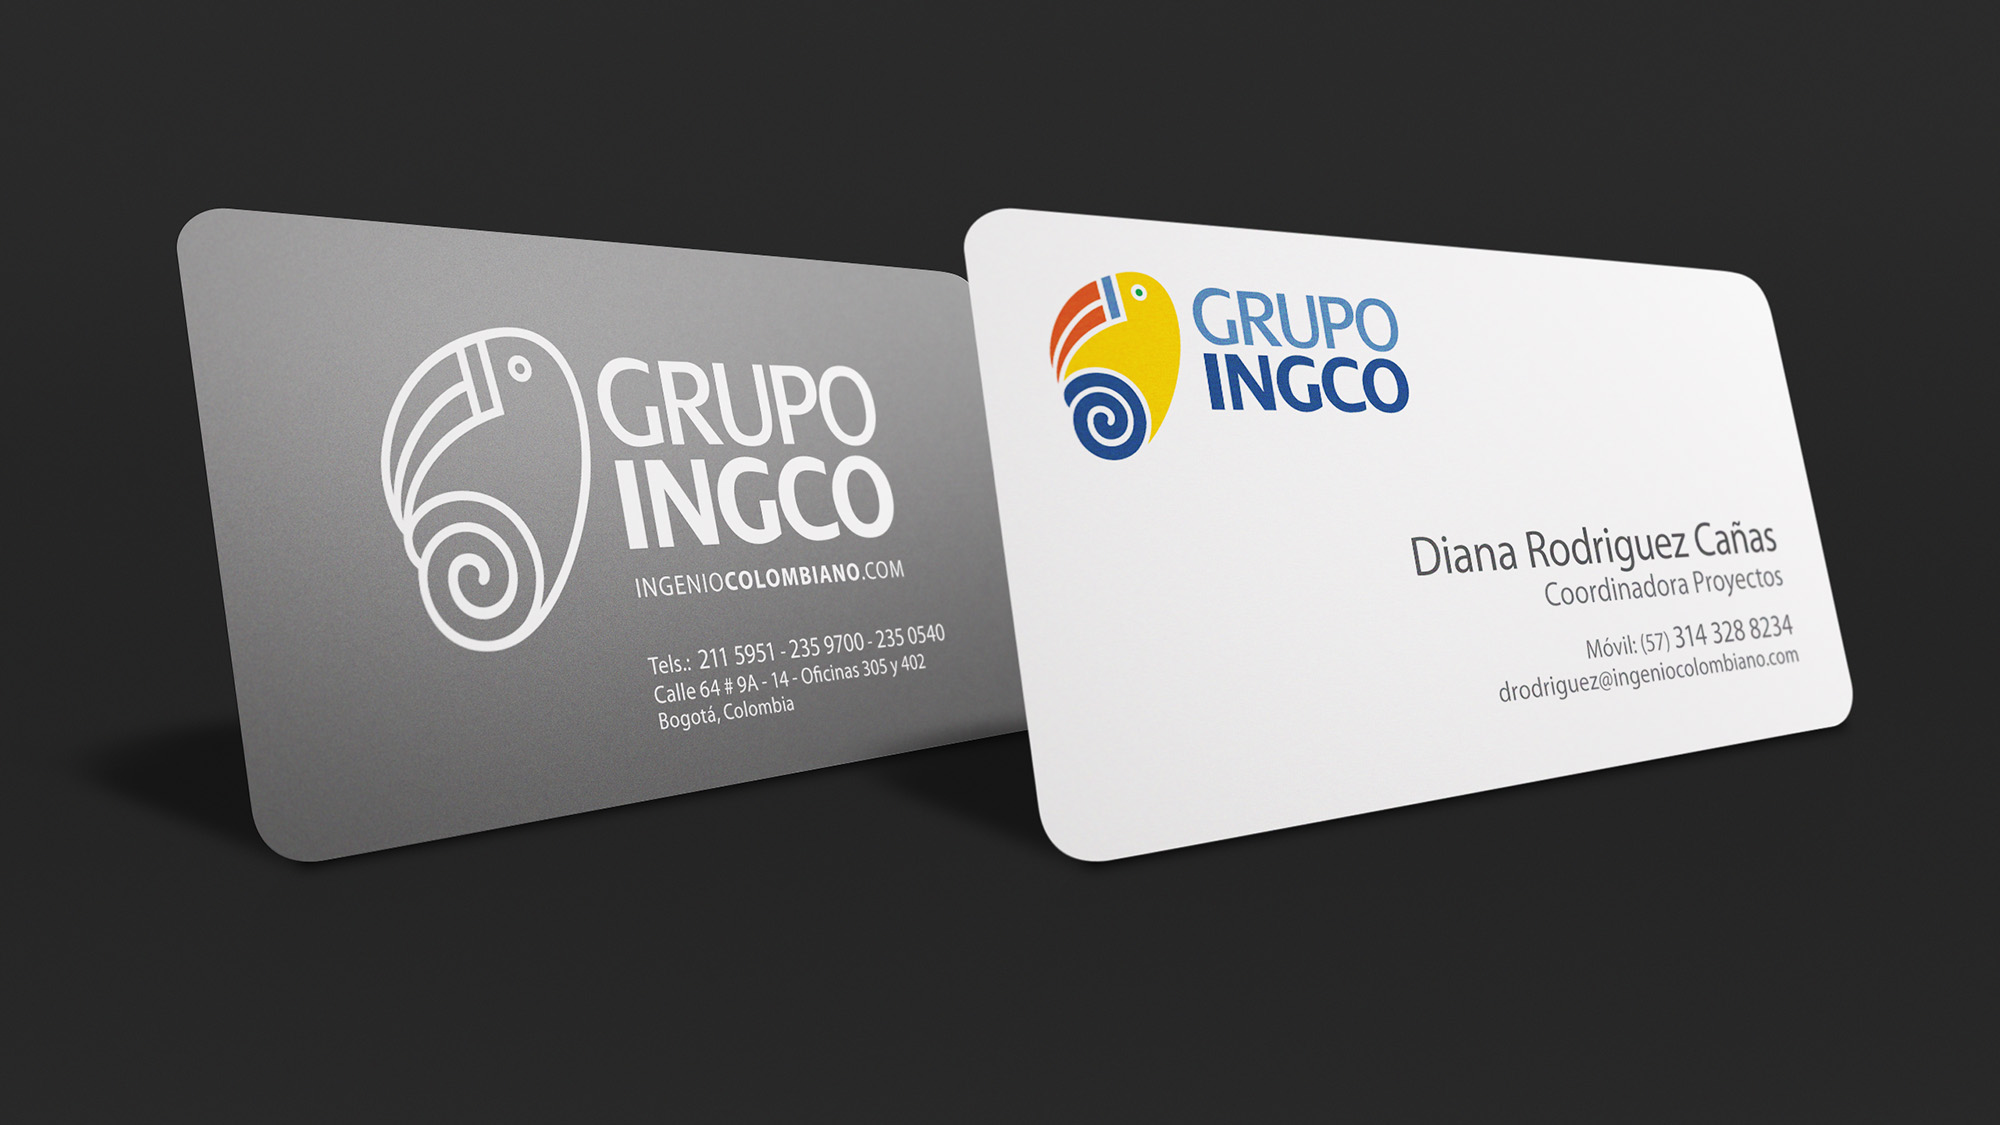 GRUPO
INGCO
INGENIOCOLOMBIANO.COM
Tels.: 211 5951 - 235 9700 - 235 0540
Calle 64 # 9A - 14 - Oficinas 305 y 402
Bogotá, Colombia
GRUPO
INGCO
Diana Rodriguez Cañas
Coordinadora Proyectos
Móvil: (57) 314 328 8234
drodriguez@ingeniocolombiano.com